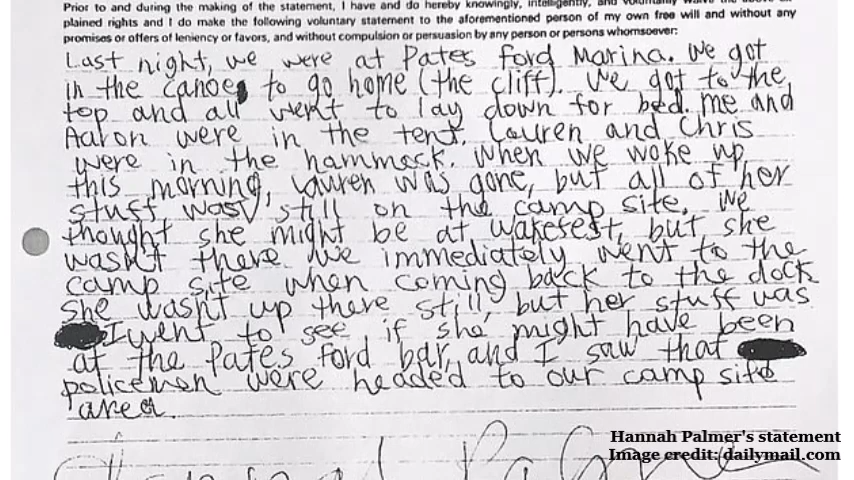 Prior to and during the making of the statement, I have and do hereby knowingly, intelligently, and voluntarily waive the above
plained rights and I do make the following voluntary statement to the aforementioned person of my own free will and without any
promises or offers of leniency or favors, and without compulsion or persuasion by any person or persons whomsoever:
Last night, we were at Pates Ford Marina. We got
in the canoe to go home (the cliff). We got to the
top and all went to lay down for bed. me and
Aaron were in the tent. Lauren and Chris
were in the hammock. When we woke up
this morning, Lauren was gone, but all of her
stuff was still on the camp site. We
thought she might be at Wakefest, but she
wasn't there. We immediately went to the
camp site when coming back to the dock
she wasn't up there still, but her stuff was.
I went to see if she might have been
at the Pates Ford bar, and I saw that
policemen were headed to our camp site
area.
Hannah Palmer's statement
Image credit: dailymail.com